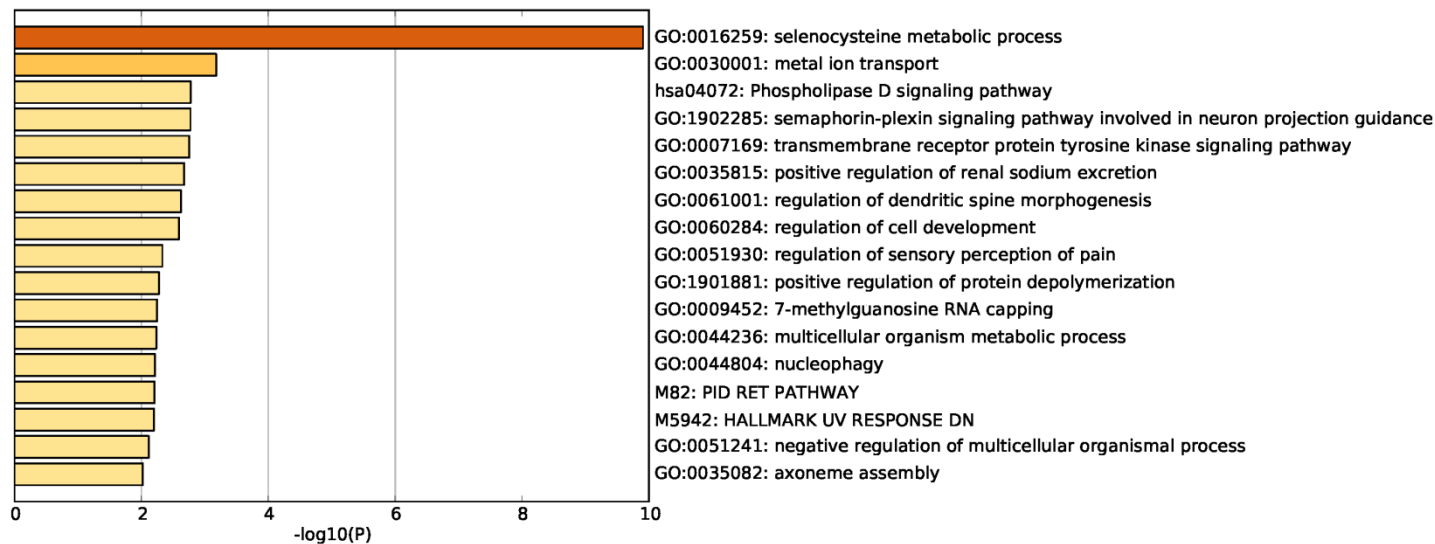 GO:0016259: selenocysteine metabolic process
GO:0030001: metal ion transport
hsa04072: Phospholipase D signaling pathway
GO:1902285: semaphorin-plexin signaling pathway involved in neuron projection guidance
GO:0007169: transmembrane receptor protein tyrosine kinase signaling pathway
GO:0035815: positive regulation of renal sodium excretion
GO:0061001: regulation of dendritic spine morphogenesis
GO:0060284: regulation of cell development
GO:0051930: regulation of sensory perception of pain
GO:1901881: positive regulation of protein depolymerization
GO:0009452: 7-methylguanosine RNA capping
GO:0044236: multicellular organism metabolic process
GO:0044804: nucleophagy
M82: PID RET PATHWAY
M5942: HALLMARK UV RESPONSE DN
GO:0051241: negative regulation of multicellular organismal process
GO:0035082: axoneme assembly
0 2 4 6 8 10
-log10(P)